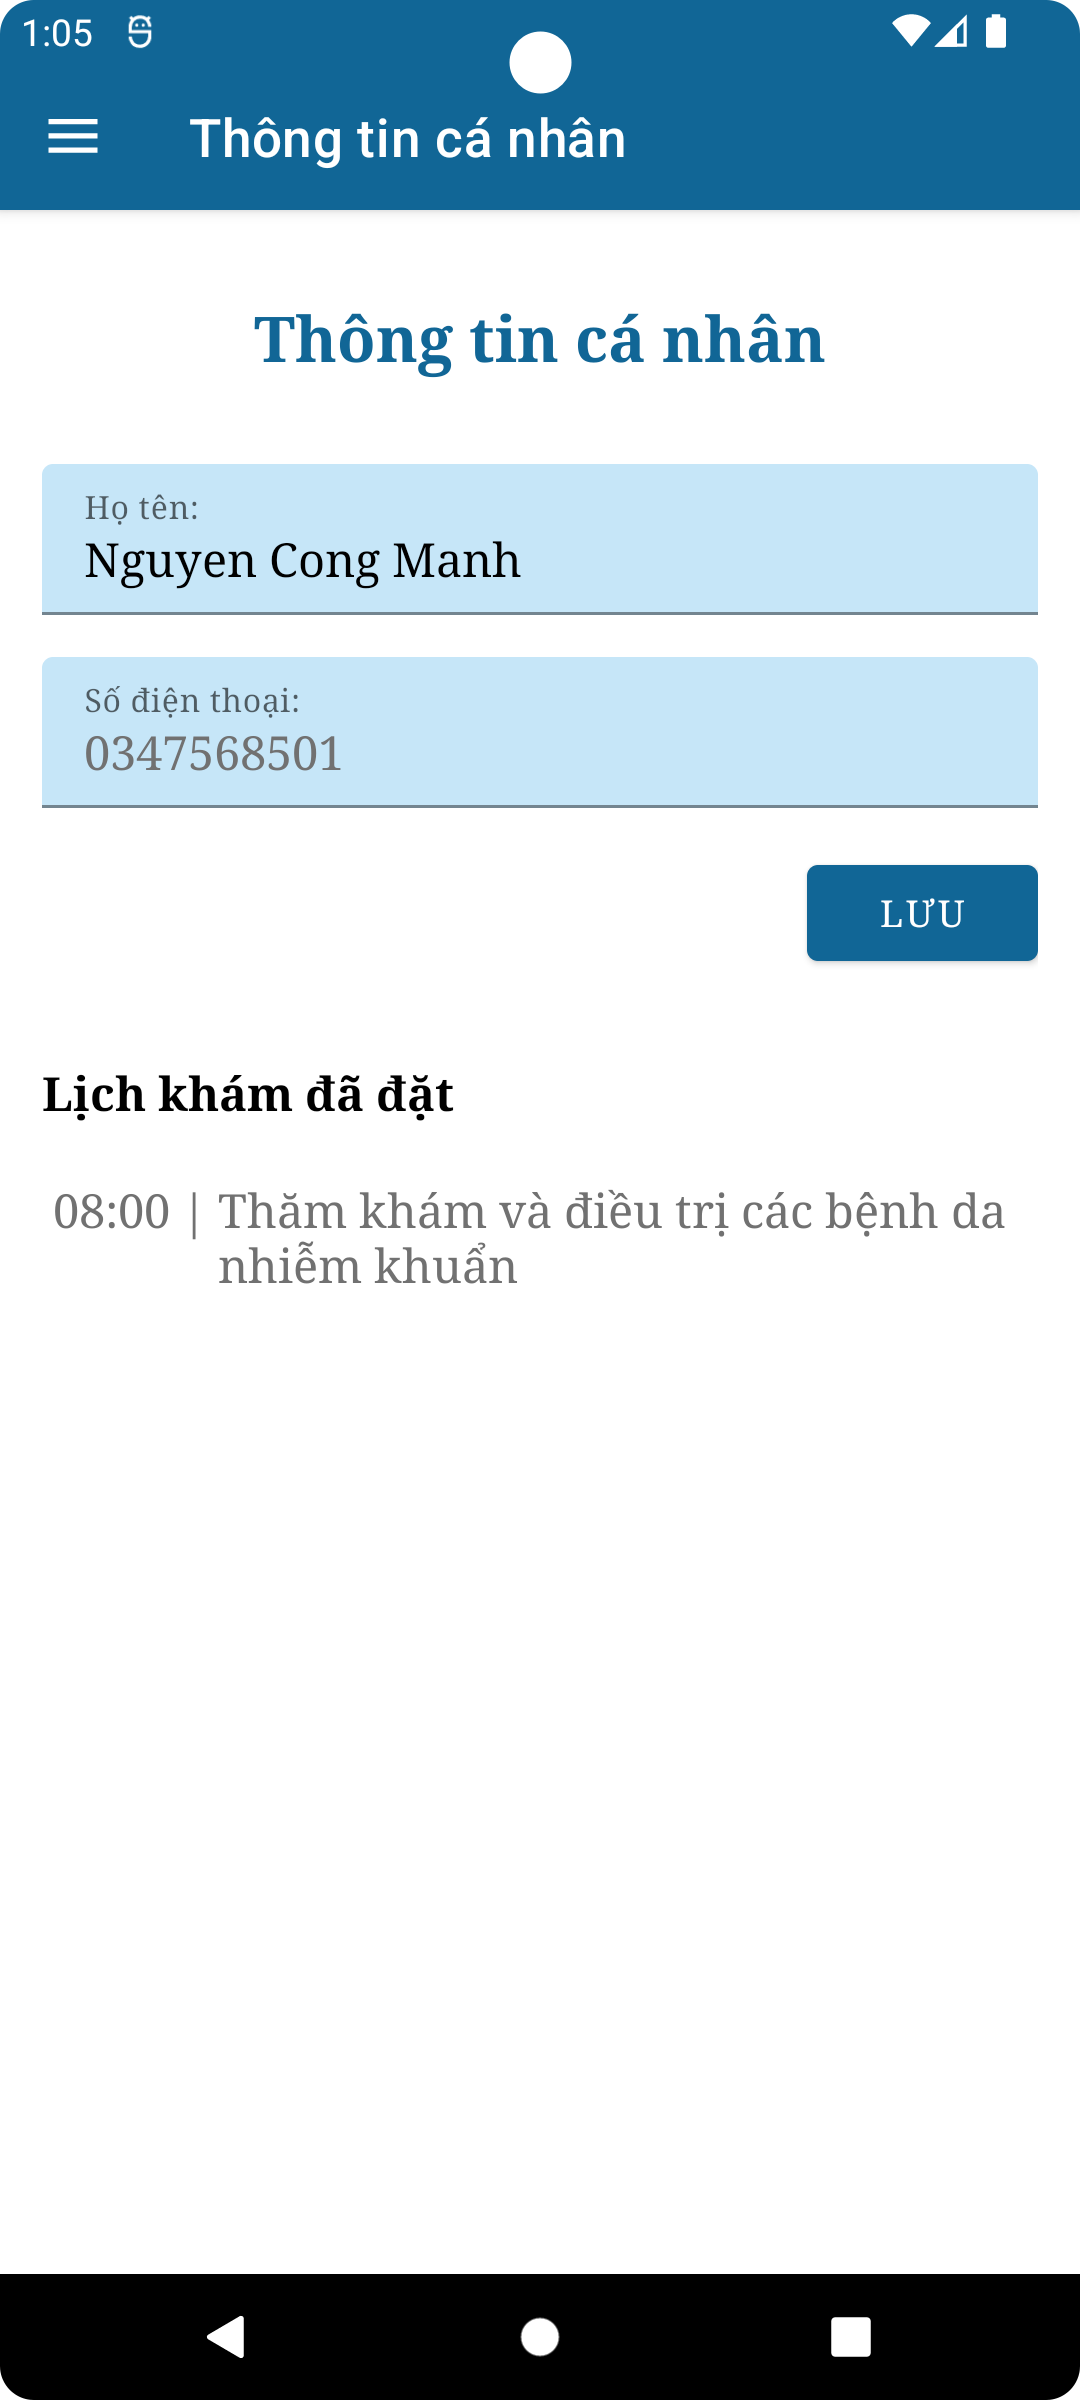 1:05
Thông tin cá nhân
Thông tin cá nhân
Họ tên:
Nguyen Cong Manh
Số điện thoại:
0347568501
LƯU
Lịch khám đã đặt
08:00 | Thăm khám và điều trị các bệnh da
nhiễm khuẩn